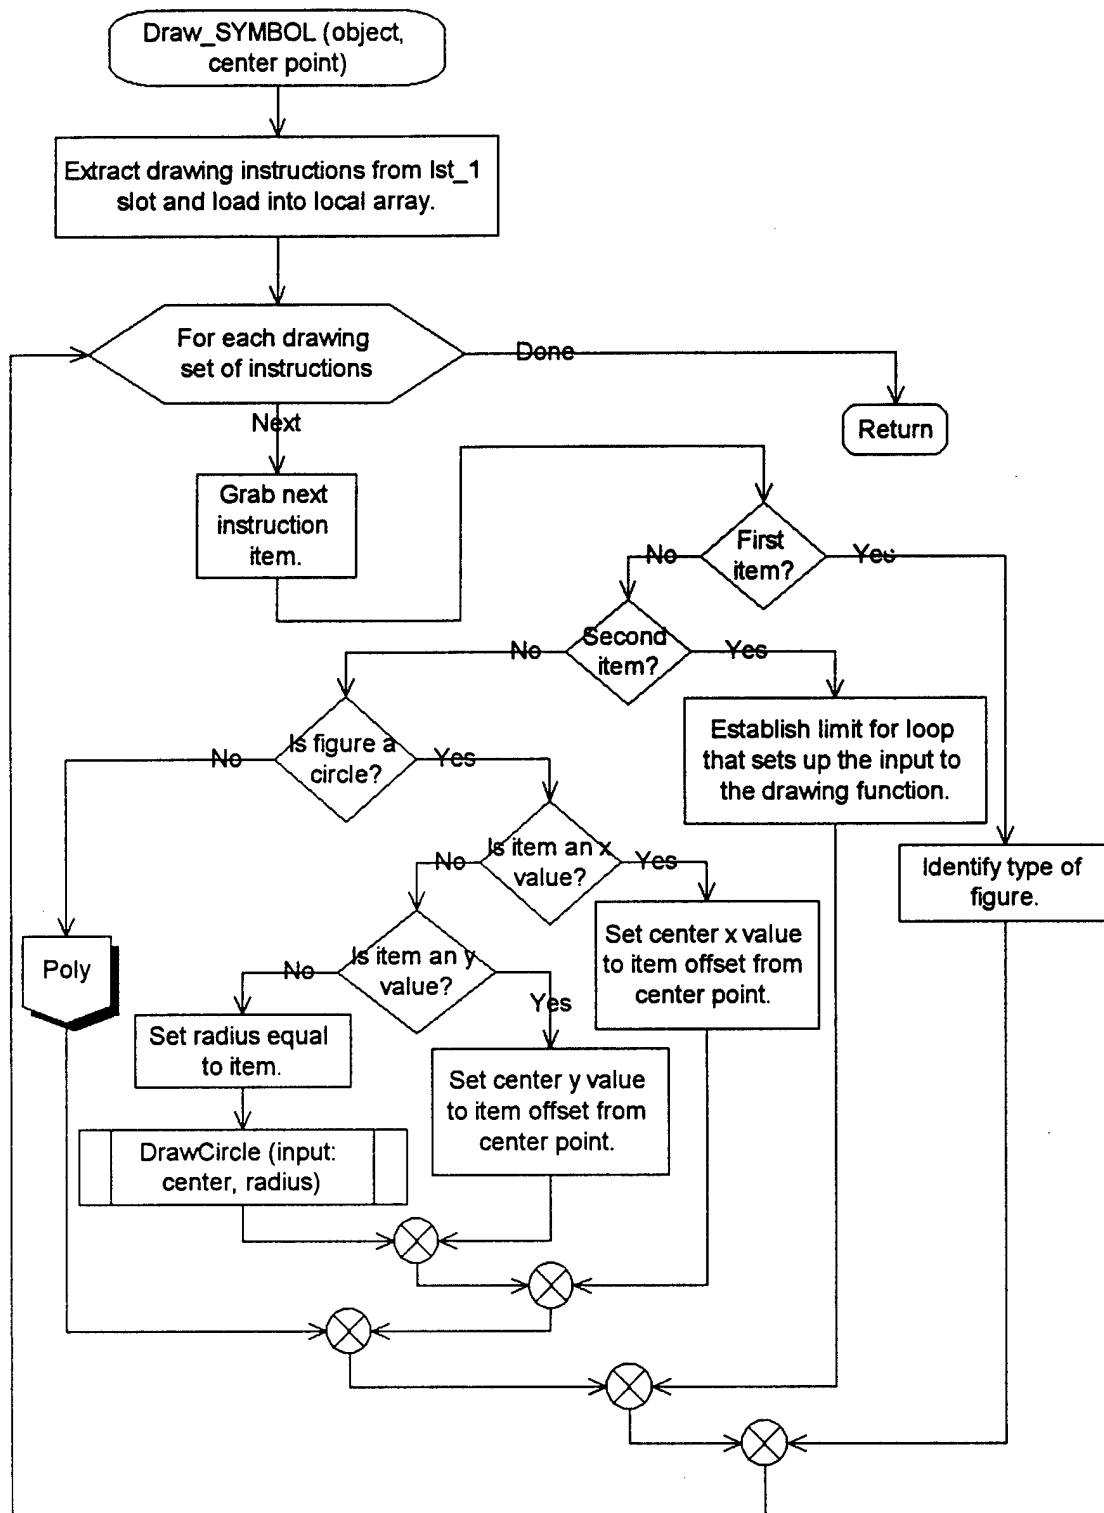 Draw_SYMBOL (object,
center point)
Extract drawing instructions from lst_1
slot and load into local array.
For each drawing
set of instructions
Done
Return
Next
Grab next
instruction
item.
First
item?
No
Yes
Second
item?
No
Yes
Establish limit for loop
that sets up the input to
the drawing function.
Is figure a
circle?
No
Yes
Is item an x
value?
No
Yes
Identify type of
figure.
Set center x value
to item offset from
center point.
Poly
Is item an y
value?
No
Yes
Set radius equal
to item.
Set center y value
to item offset from
center point.
DrawCircle (input:
center, radius)